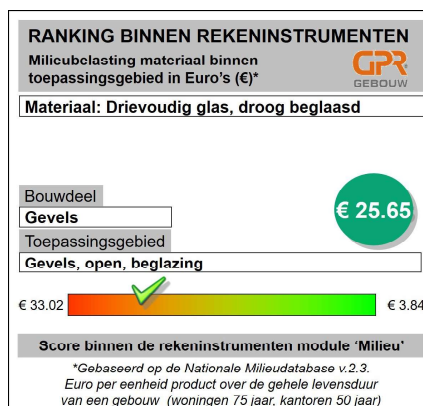 RANKING BINNEN REKENINSTRUMENTEN
Milieubelasting materiaal binnen
toepassingsgebied in Euro's (€)*
GPR
GEBOUW
Materiaal: Drievoudig glas, droog beglaasd
Bouwdeel
Gevels
€ 25.65
Toepassingsgebied
Gevels, open, beglazing
€ 33.02
€ 3.84
Score binnen de rekeninstrumenten module 'Milieu'
*Gebaseerd op de Nationale Milieudatabase v.2.3.
Euro per eenheid product over de gehele levensduur
van een gebouw (woningen 75 jaar, kantoren 50 jaar)